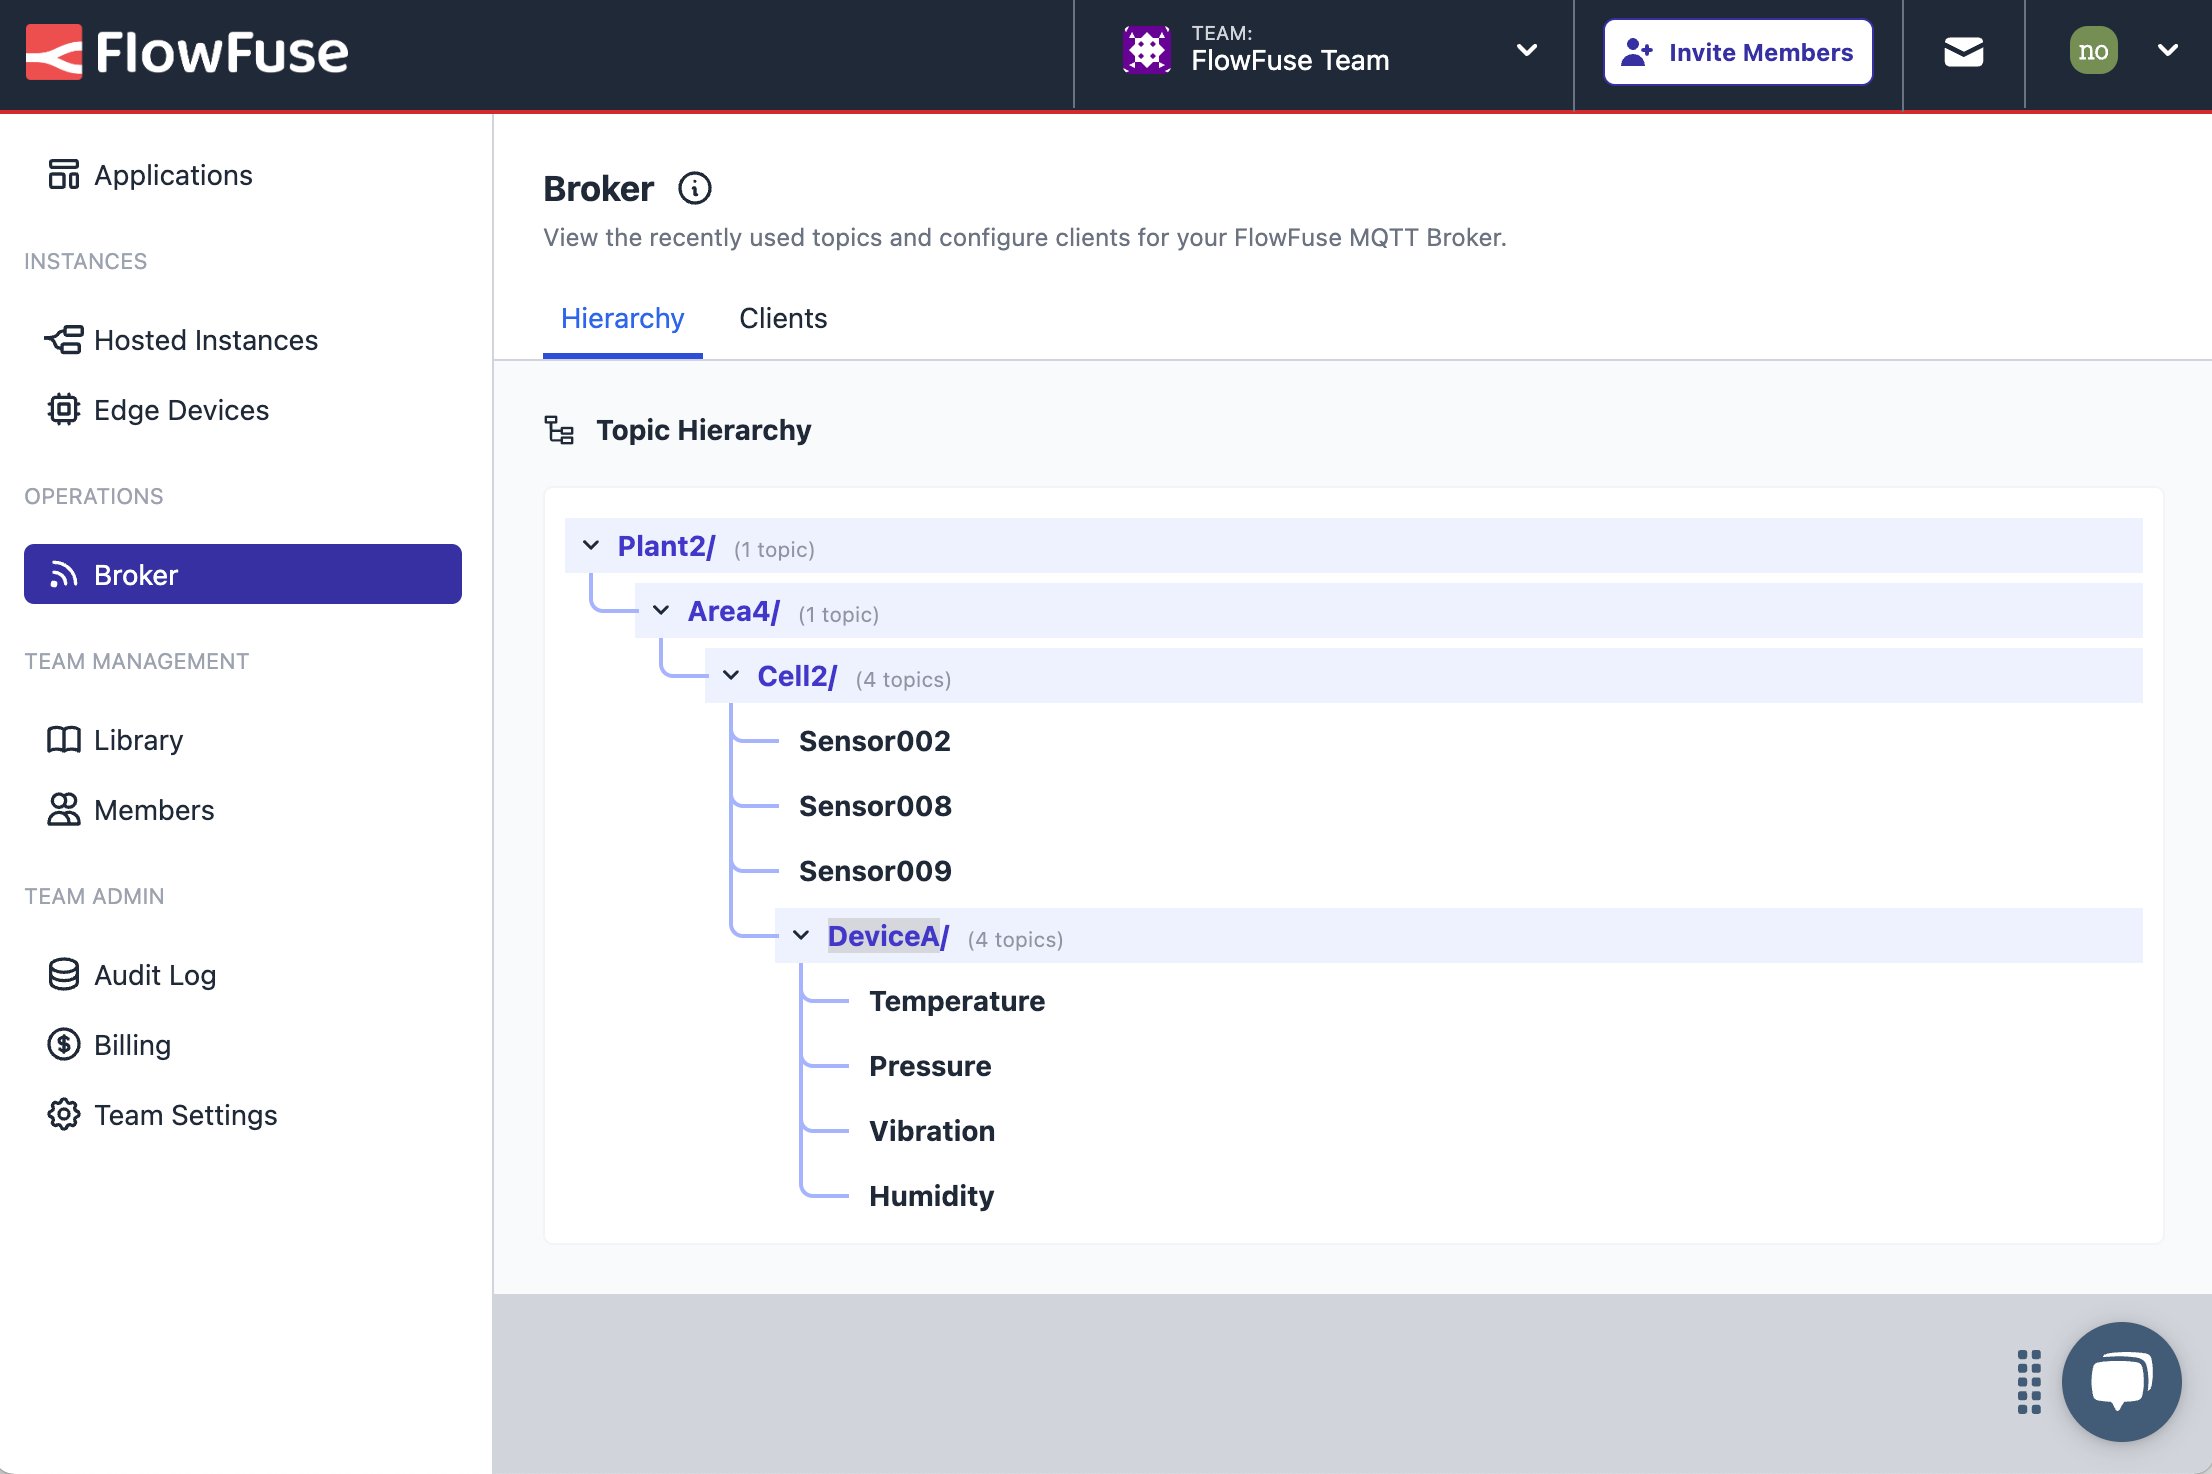 FlowFuse
TEAM:
FlowFuse Team
Invite Members
no
Applications
INSTANCES
Hosted Instances
Edge Devices
OPERATIONS
Broker
TEAM MANAGEMENT
Library
Members
TEAM ADMIN
Audit Log
Billing
Team Settings
Broker
View the recently used topics and configure clients for your FlowFuse MQTT Broker.
Hierarchy Clients
Topic Hierarchy
Plant2/ (1 topic)
Area4/ (1 topic)
Cell2/ (4 topics)
Sensor002
Sensor008
Sensor009
DeviceA/ (4 topics)
Temperature
Pressure
Vibration
Humidity